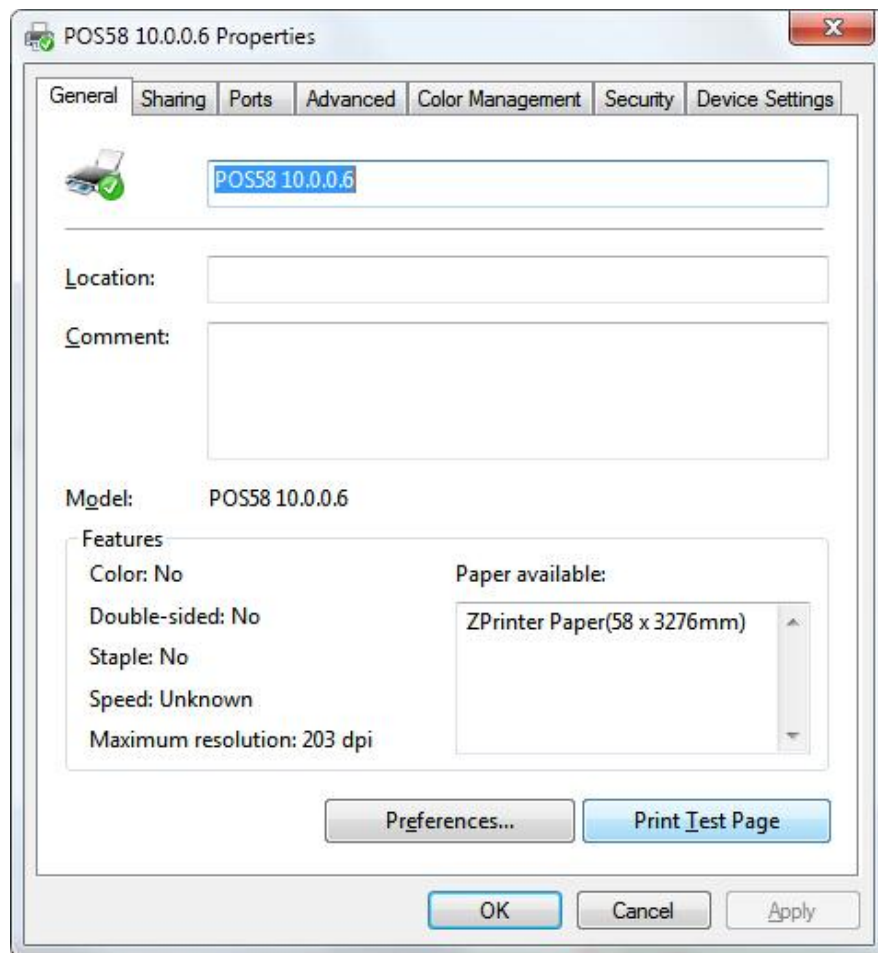 POS58 10.0.0.6 Properties
General Sharing Ports Advanced Color Management Security Device Settings
POS58 10.0.0.6
Location:
Comment:
Model: POS58 10.0.0.6
Features
Color: No
Paper available:
Double-sided: No
ZPrinter Paper(58 x 3276mm)
Staple: No
Speed: Unknown
Maximum resolution: 203 dpi
Preferences... Print Test Page
OK Cancel Apply